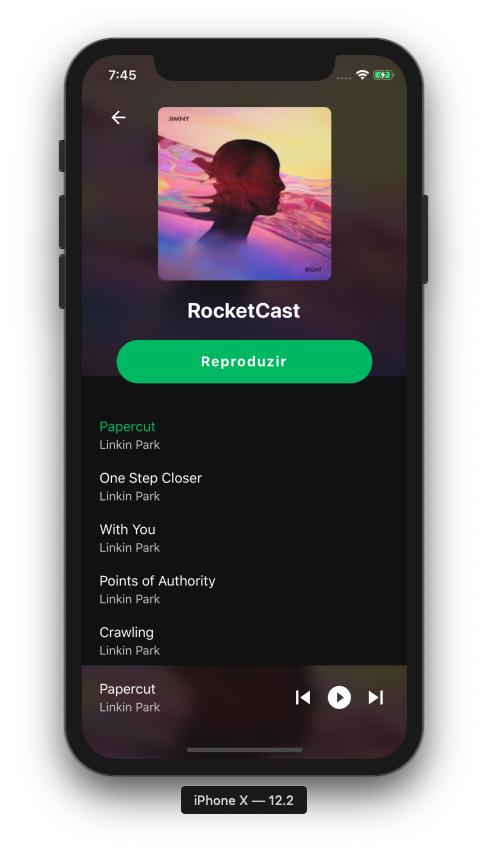 7:45
JIMNY
RIGHT
RocketCast
Reproduzir
Papercut
Linkin Park
One Step Closer
Linkin Park
With You
Linkin Park
Points of Authority
Linkin Park
Crawling
Linkin Park
Papercut
Linkin Park
iPhone X — 12.2